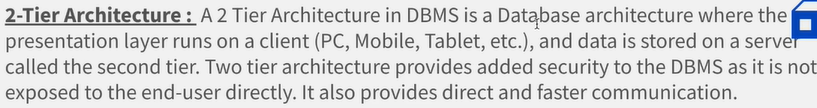 2-Tier Architecture : A 2 Tier Architecture in DBMS is a Database architecture where the
presentation layer runs on a client (PC, Mobile, Tablet, etc.), and data is stored on a server
called the second tier. Two tier architecture provides added security to the DBMS as it is not
exposed to the end-user directly. It also provides direct and faster communication.